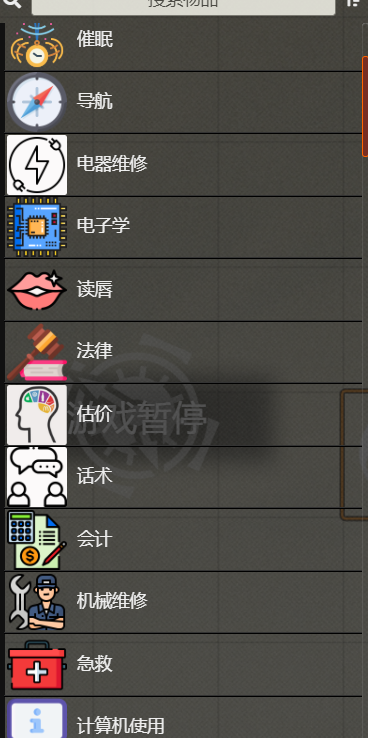 搜索物品
催眠
导航
电器维修
电子学
读唇
法律
估价
游戏暂停
话术
会计
机械维修
急救
计算机使用